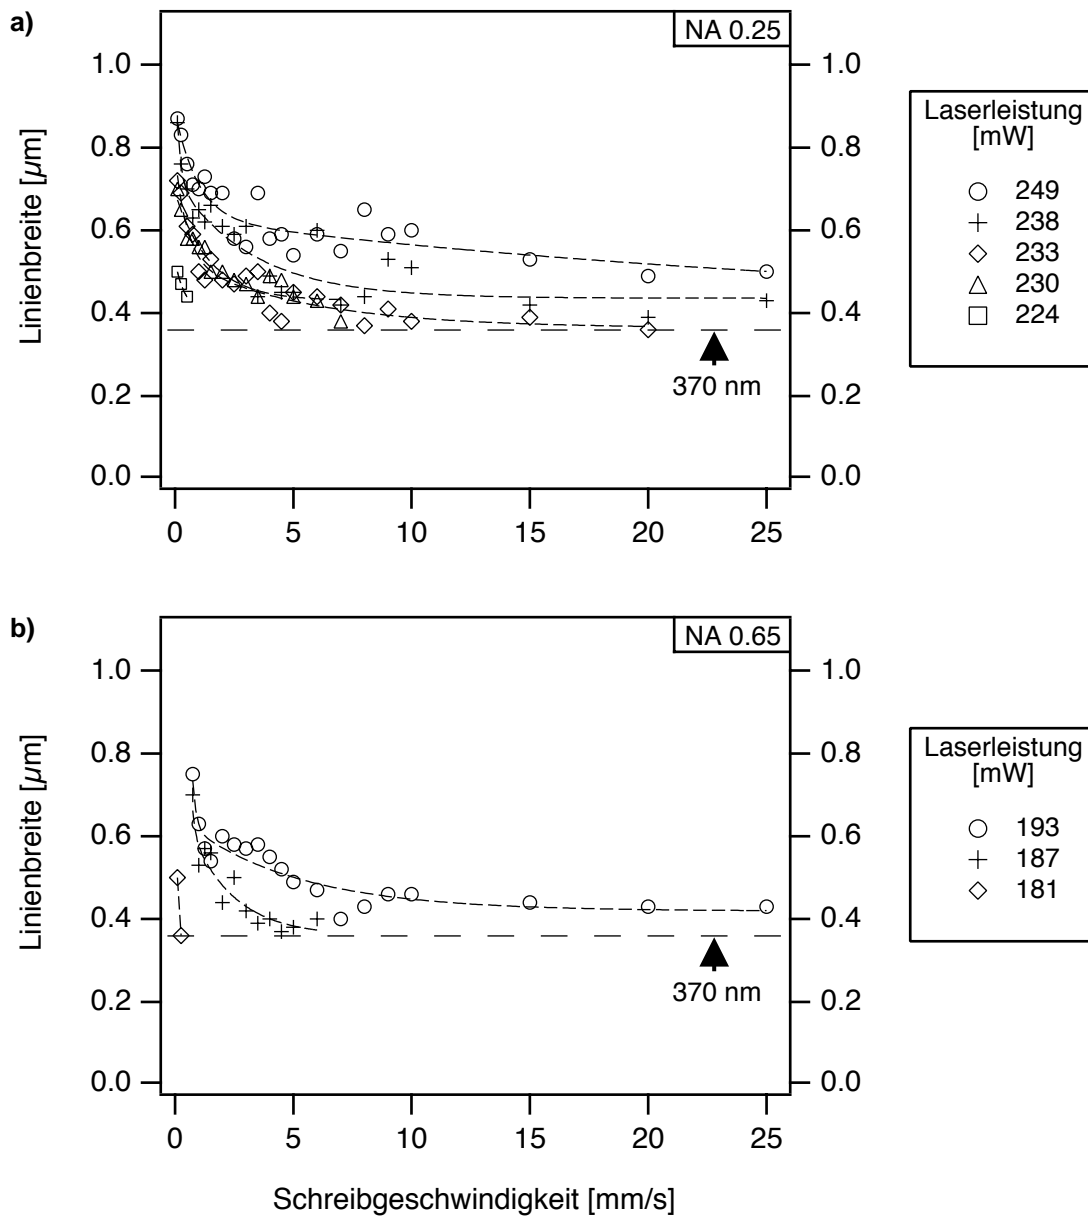 a)
NA 0.25
Linienbreite [µm]
1.0
0.8
0.6
0.4
0.2
0.0
1.0
0.8
0.6
0.4
0.2
0.0
370 nm
0 5 10 15 20 25
Laserleistung
[mW]
249
238
233
230
224
b)
NA 0.65
Linienbreite [µm]
1.0
0.8
0.6
0.4
0.2
0.0
1.0
0.8
0.6
0.4
0.2
0.0
370 nm
0 5 10 15 20 25
Schreibgeschwindigkeit [mm/s]
Laserleistung
[mW]
193
187
181